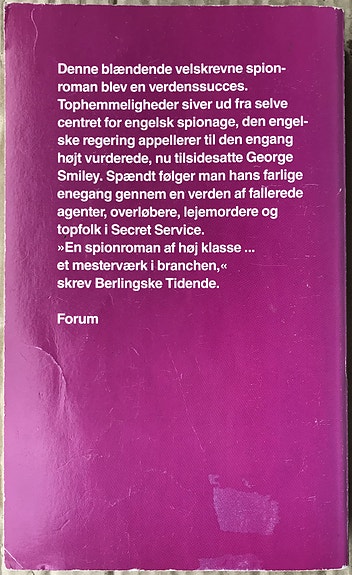 Denne blændende velskrevne spion-
roman blev en verdenssucces.
Tophemmeligheder siver ud fra selve
centret for engelsk spionage, den engel-
ske regering appellerer til den engang
højt vurderede, nu tilsidesatte George
Smiley. Spændt følger man hans farlige
enegang gennem en verden af fallerede
agenter, overløbere, lejemordere og
topfolk i Secret Service.
»En spionroman af høj klasse ...
et mesterværk i branchen,«
skrev Berlingske Tidende.
Forum